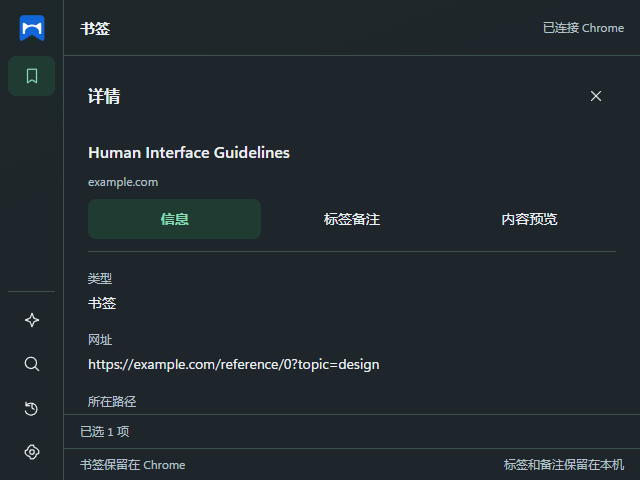 书签
已连接 Chrome
详情
Human Interface Guidelines
example.com
信息 标签备注 内容预览
类型
书签
网址
https://example.com/reference/0?topic=design
所在路径
已选 1 项
书签保留在 Chrome
标签和备注保留在本机